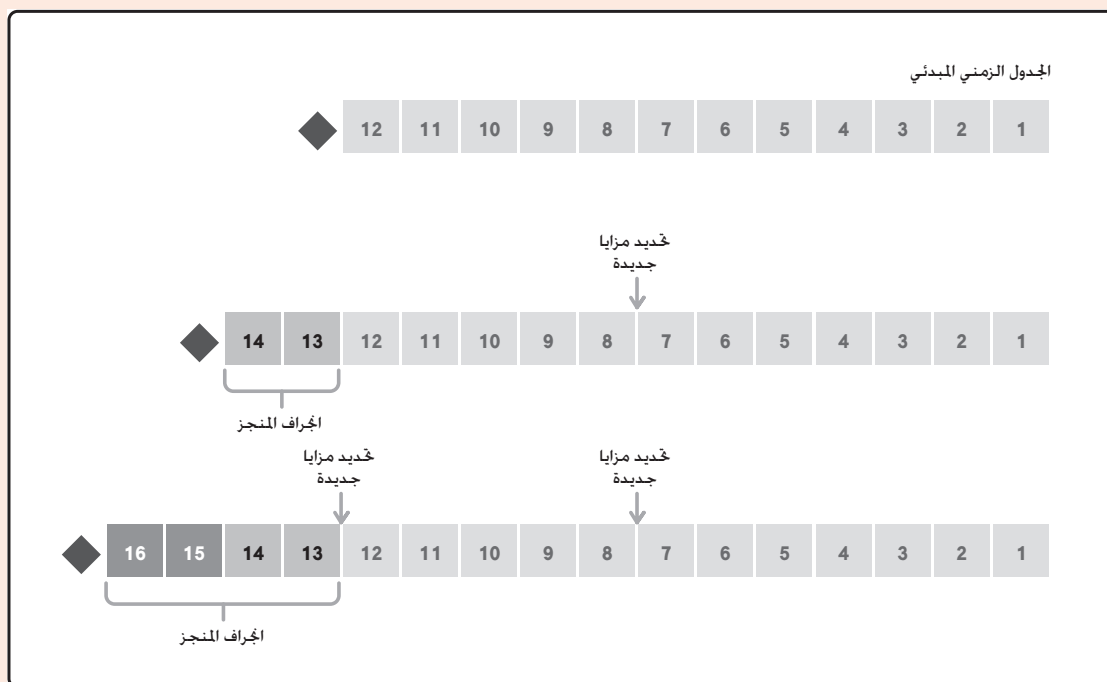 الجدول الزمني المبدئي
1 2 3 4 5 6 7 8 9 10 11 12
تحديد مزايا
جديدة
1 2 3 4 5 6 7 8 9 10 11 12 13 14
انجراف المنجز
تحديد مزايا
جديدة
تحديد مزايا
جديدة
1 2 3 4 5 6 7 8 9 10 11 12 13 14 15 16
انجراف المنجز